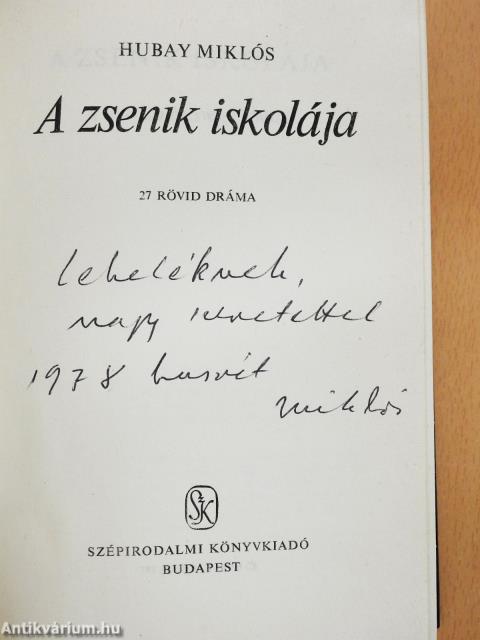 HUBAY MIKLÓS
A zsenik iskolája
27 RÖVID DRÁMA
Leheléknek,
nagy szeretettel
1978 husvét
Miklós
SzK
SZÉPIRODALMI KÖNYVKIADÓ
BUDAPEST
Antikvárium.hu